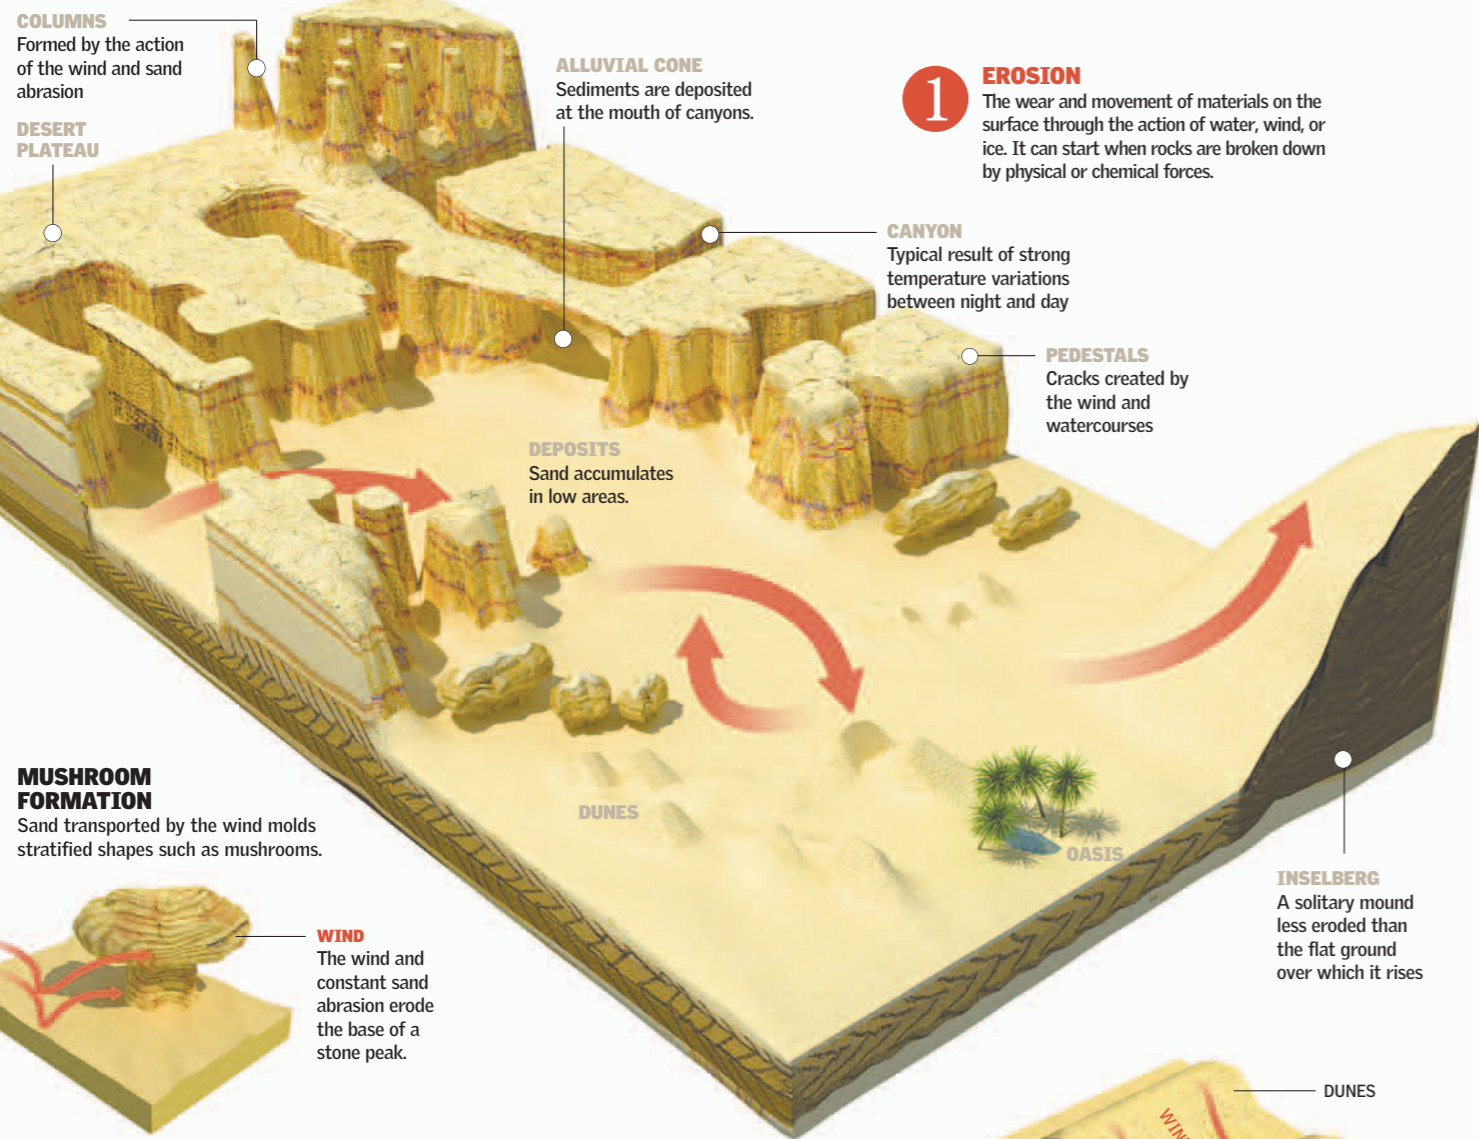 COLUMNS
Formed by the action
of the wind and sand
abrasion
DESERT
PLATEAU
ALLUVIAL CONE
Sediments are deposited
at the mouth of canyons.
1
EROSION
The wear and movement of materials on the
surface through the action of water, wind, or
ice. It can start when rocks are broken down
by physical or chemical forces.
CANYON
Typical result of strong
temperature variations
between night and day
PEDESTALS
Cracks created by
the wind and
watercourses
DEPOSITS
Sand accumulates
in low areas.
DUNES
OASIS
INSELBERG
A solitary mound
less eroded than
the flat ground
over which it rises
MUSHROOM
FORMATION
Sand transported by the wind molds
stratified shapes such as mushrooms.
WIND
The wind and
constant sand
abrasion erode
the base of a
stone peak.
DUNES